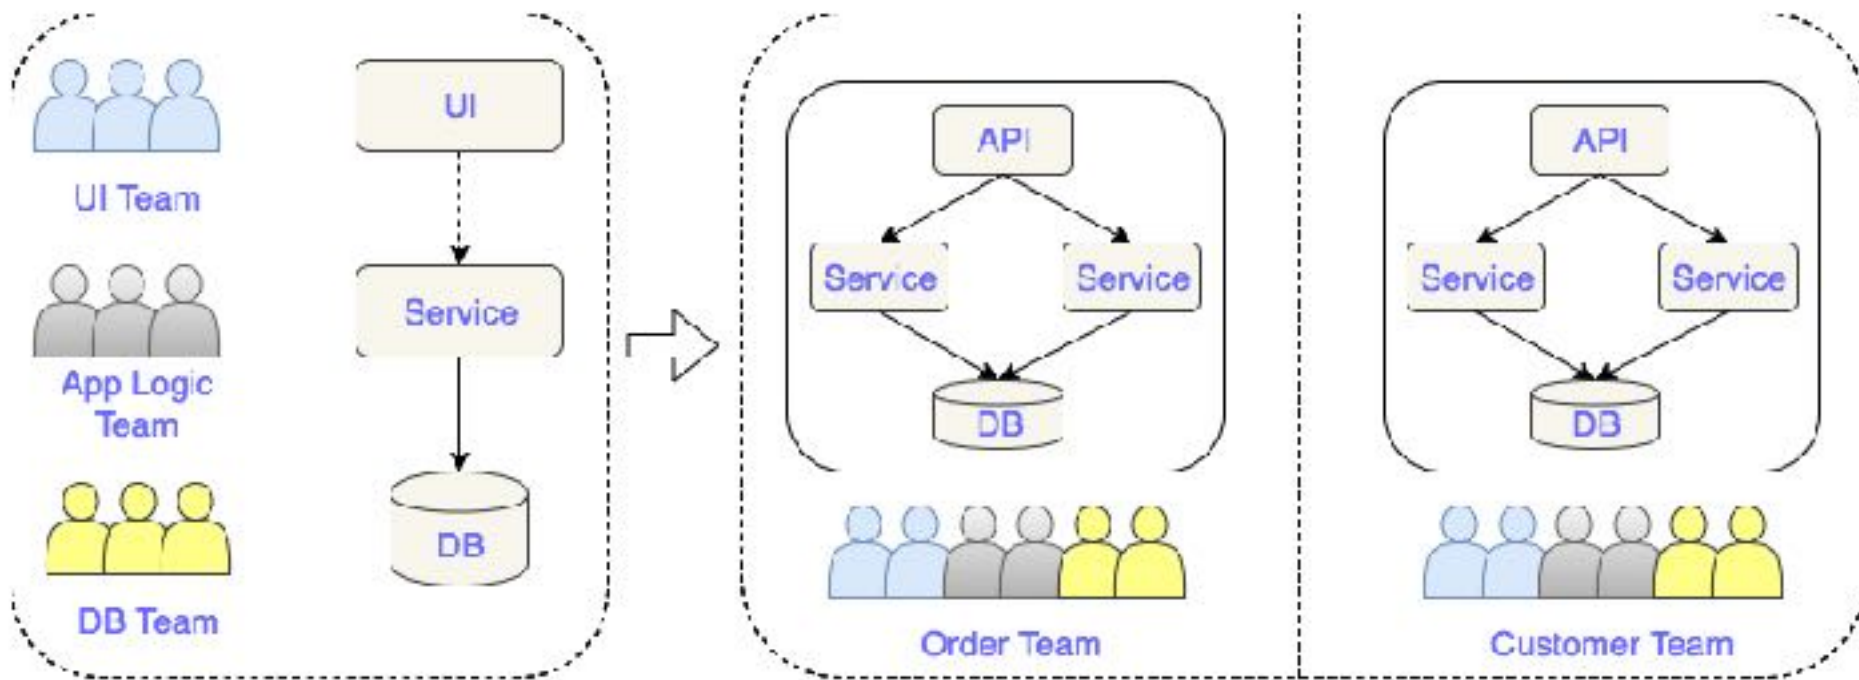 UI
UI Team
Service
App Logic
Team
DB
DB Team
API
Service
Service
DB
Order Team
API
Service
Service
DB
Customer Team